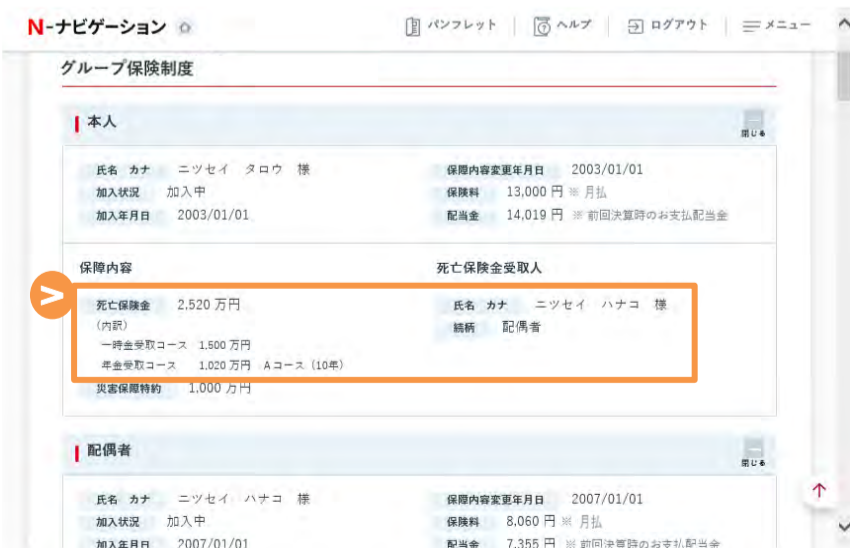 N-ナビゲーション パンフレット ヘルプ ログアウト メニュー
グループ保険制度
本人
閉じる
氏名 カナ ニツセイ タロウ 様
加入状況 加入中
加入年月日 2003/01/01
保障内容変更年月日 2003/01/01
保険料 13,000 円 ※ 月払
配当金 14,019 円 ※ 前回決算時のお支払配当金
保障内容
死亡保険金 2,520 万円
(内訳)
一時金受取コース 1,500 万円
年金受取コース 1,020 万円 Aコース (10年)
災害保障特約 1,000 万円
死亡保険金受取人
氏名 カナ ニツセイ ハナコ 様
続柄 配偶者
配偶者
閉じる
氏名 カナ ニツセイ ハナコ 様
加入状況 加入中
加入年月日 2007/01/01
保障内容変更年月日 2007/01/01
保険料 8,060 円 ※ 月払
配当金 7,355 円 ※ 前回決算時のお支払配当金